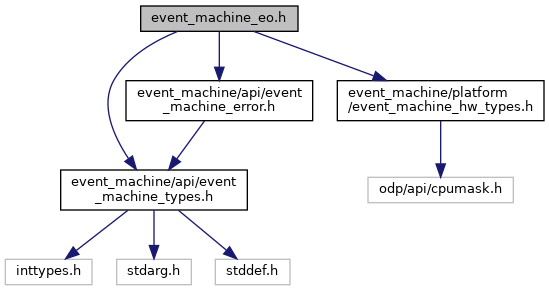 event_machine_eo.h
event_machine/api/event
_machine_error.h
event_machine/platform
/event_machine_hw_types.h
event_machine/api/event
_machine_types.h
odp/api/cpumask.h
inttypes.h
stdarg.h
stddef.h